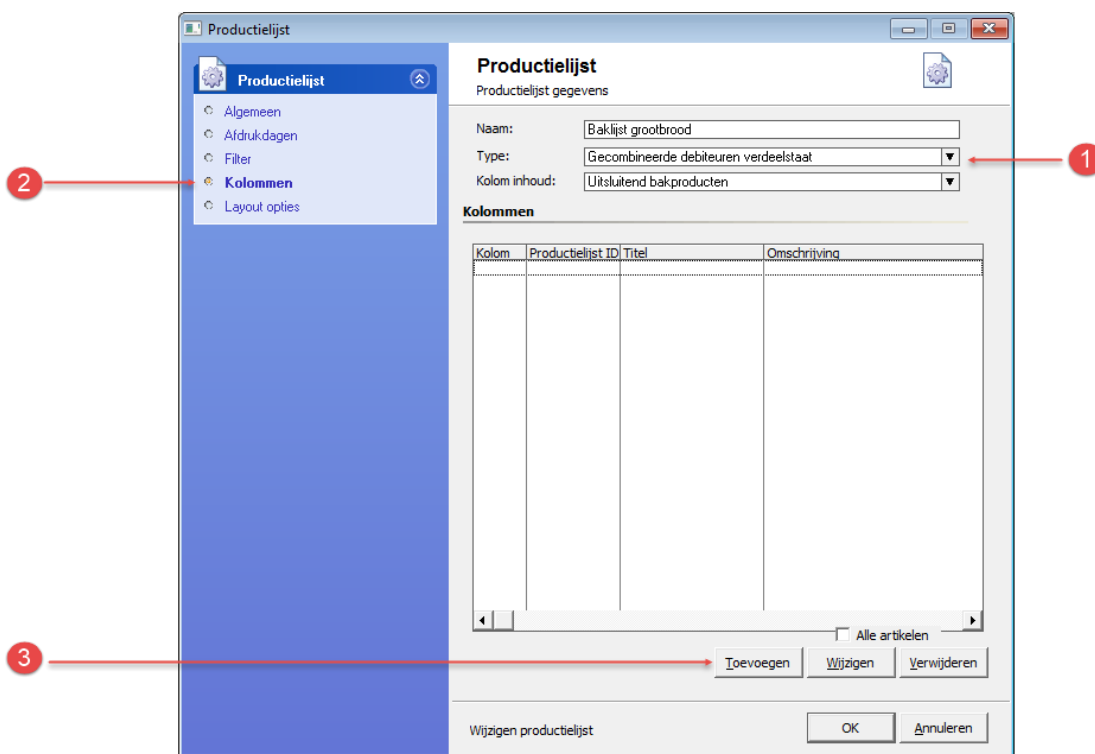 Productielijst
Productielijst
Algemeen
Afdrukdagen
Filter
Kolommen
Layout opties
Productielijst
Productielijst gegevens
Naam: Baklijst grootbrood
Type: Gecombineerde debiteuren verdeelstaat
Kolom inhoud: Uitsluitend bakproducten
Kolommen
Kolom Productielijst ID Titel Omschrijving
Alle artikelen
Toevoegen Wijzigen Verwijderen
Wijzigen productielijst OK Annuleren
1
2
3